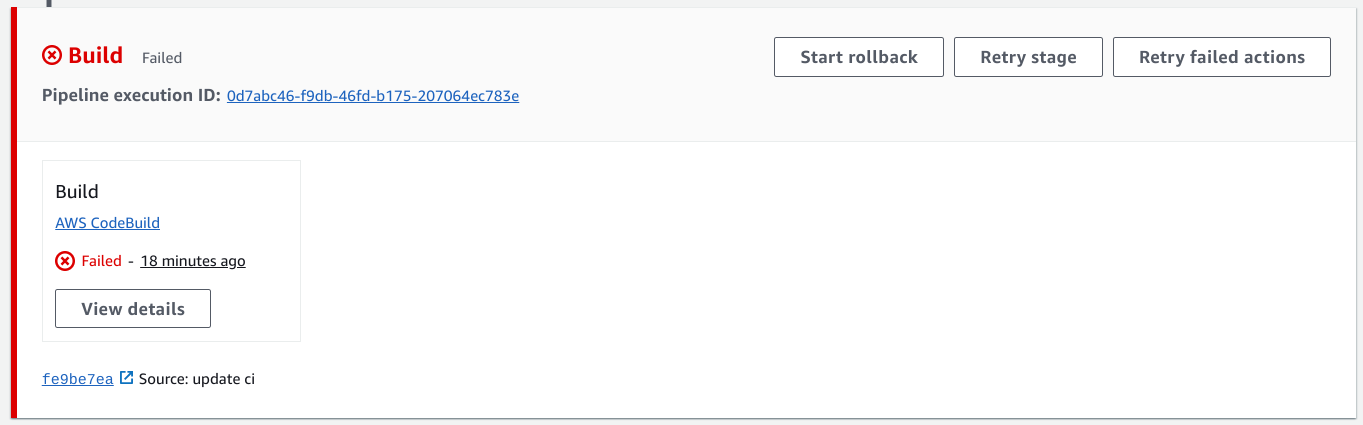 Build Failed
Start rollback
Retry stage
Retry failed actions
Pipeline execution ID: 0d7abc46-f9db-46fd-b175-207064ec783e
Build
AWS CodeBuild
Failed - 18 minutes ago
View details
fe9be7ea Source: update ci